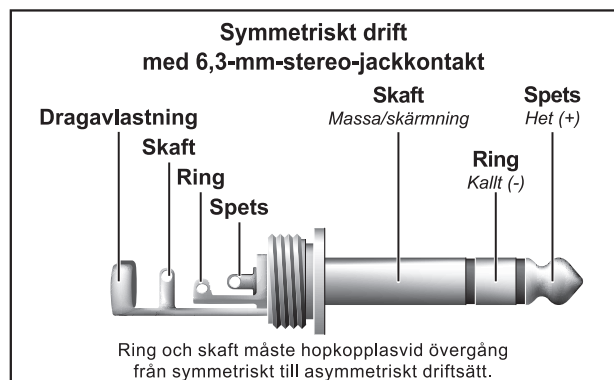 Symmetriskt drift
med 6,3-mm-stereo-jackkontakt
Skaft
Massa/skärmning
Spets
Het (+)
Dragavlastning
Skaft
Ring
Kallt (-)
Ring
Spets
Ring och skaft måste hopkopplasvid övergång
från symmetriskt till asymmetriskt driftsätt.